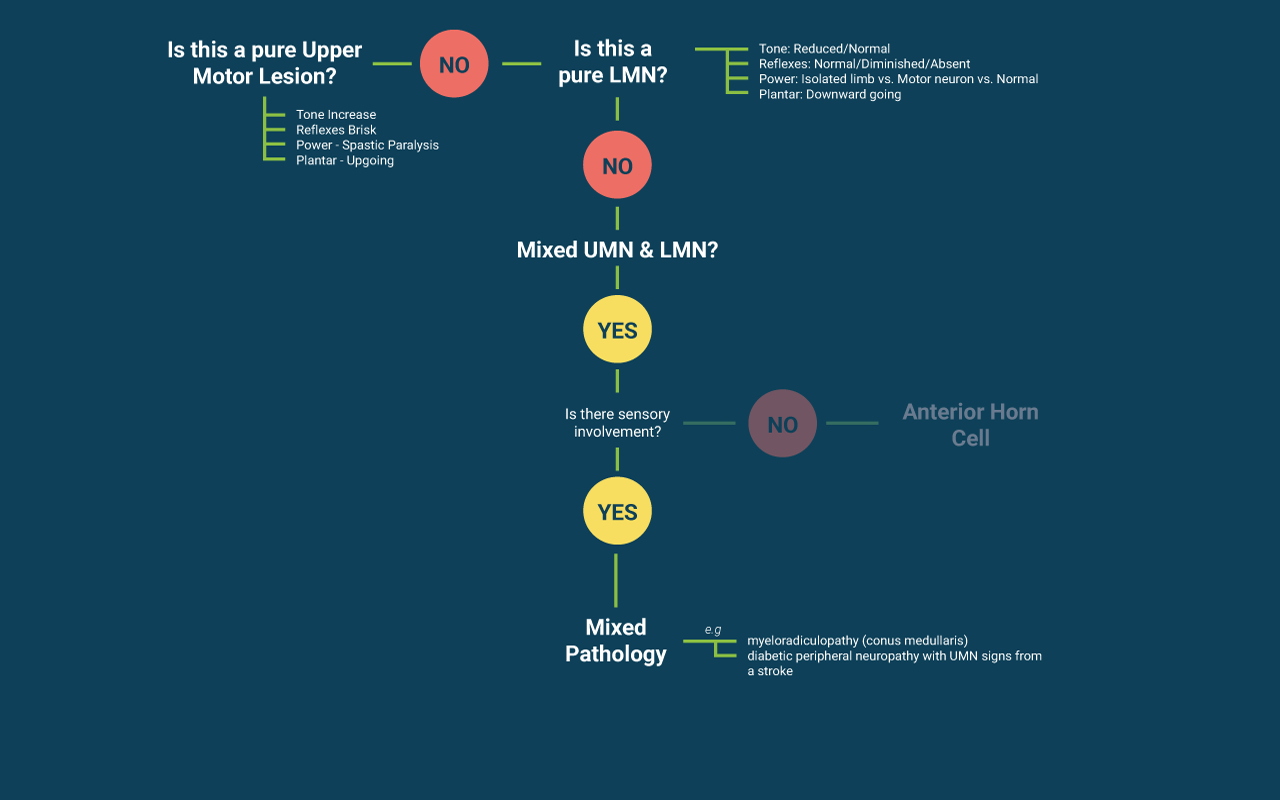 Is this a pure Upper
Motor Lesion?
NO
Is this a
pure LMN?
Tone: Reduced/Normal
Reflexes: Normal/Diminished/Absent
Power: Isolated limb vs. Motor neuron vs. Normal
Plantar: Downward going
Tone Increase
Reflexes Brisk
Power - Spastic Paralysis
Plantar - Upgoing
NO
Mixed UMN & LMN?
YES
Is there sensory
involvement?
NO
Anterior Horn
Cell
YES
Mixed
Pathology
e.g
myeloradiculopathy (conus medullaris)
diabetic peripheral neuropathy with UMN signs from
a stroke